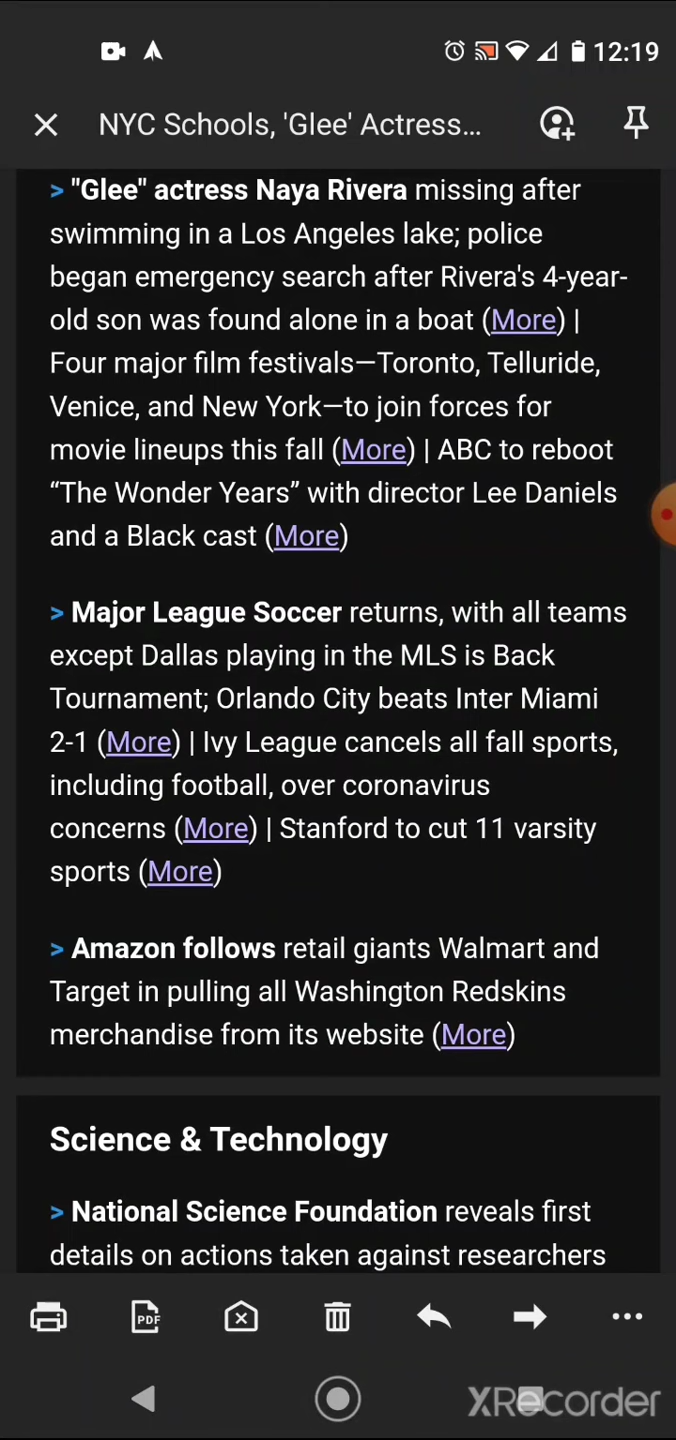 12:19
NYC Schools, 'Glee' Actress...
> "Glee" actress Naya Rivera missing after
swimming in a Los Angeles lake; police
began emergency search after Rivera's 4-year-
old son was found alone in a boat (More) |
Four major film festivals—Toronto, Telluride,
Venice, and New York—to join forces for
movie lineups this fall (More) | ABC to reboot
“The Wonder Years” with director Lee Daniels
and a Black cast (More)
> Major League Soccer returns, with all teams
except Dallas playing in the MLS is Back
Tournament; Orlando City beats Inter Miami
2-1 (More) | Ivy League cancels all fall sports,
including football, over coronavirus
concerns (More) | Stanford to cut 11 varsity
sports (More)
> Amazon follows retail giants Walmart and
Target in pulling all Washington Redskins
merchandise from its website (More)
Science & Technology
> National Science Foundation reveals first
details on actions taken against researchers
PDF
XRecorder